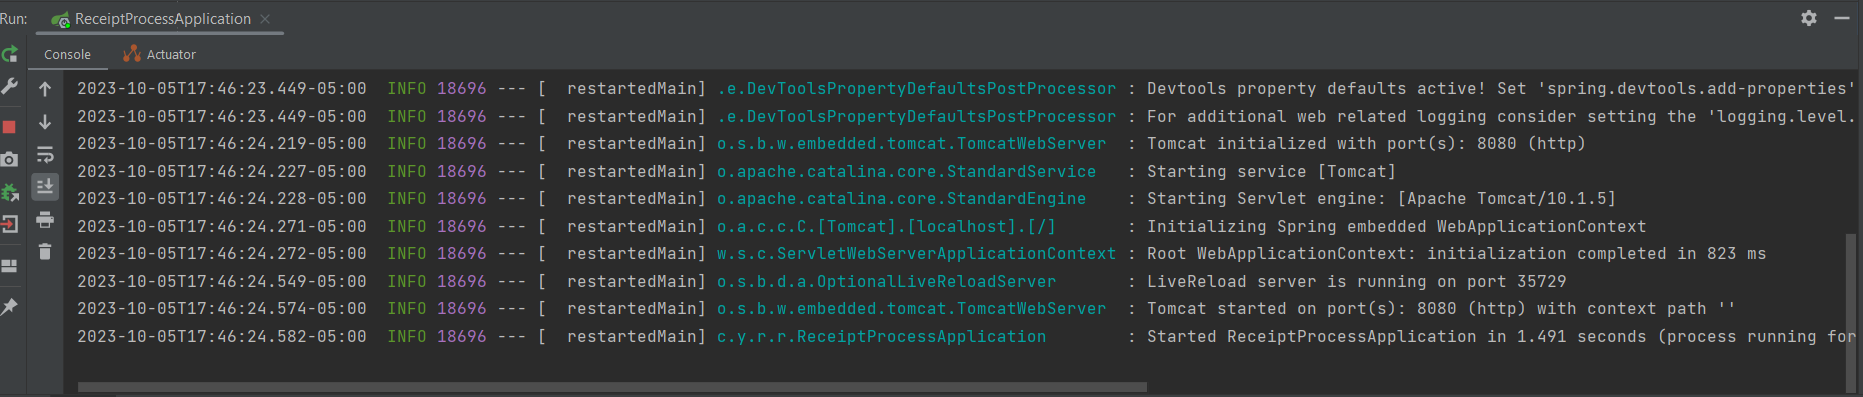 Run: ReceiptProcessApplication
Console Actuator
2023-10-05T17:46:23.449-05:00  INFO 18696 --- [  restartedMain] .e.DevToolsPropertyDefaultsPostProcessor : Devtools property defaults active! Set 'spring.devtools.add-properties'
2023-10-05T17:46:23.449-05:00  INFO 18696 --- [  restartedMain] .e.DevToolsPropertyDefaultsPostProcessor : For additional web related logging consider setting the 'logging.level.
2023-10-05T17:46:24.219-05:00  INFO 18696 --- [  restartedMain] o.s.b.w.embedded.tomcat.TomcatWebServer  : Tomcat initialized with port(s): 8080 (http)
2023-10-05T17:46:24.227-05:00  INFO 18696 --- [  restartedMain] o.apache.catalina.core.StandardService   : Starting service [Tomcat]
2023-10-05T17:46:24.228-05:00  INFO 18696 --- [  restartedMain] o.apache.catalina.core.StandardEngine    : Starting Servlet engine: [Apache Tomcat/10.1.5]
2023-10-05T17:46:24.271-05:00  INFO 18696 --- [  restartedMain] o.a.c.c.C.[Tomcat].[localhost].[/]       : Initializing Spring embedded WebApplicationContext
2023-10-05T17:46:24.272-05:00  INFO 18696 --- [  restartedMain] w.s.c.ServletWebServerApplicationContext : Root WebApplicationContext: initialization completed in 823 ms
2023-10-05T17:46:24.549-05:00  INFO 18696 --- [  restartedMain] o.s.b.d.a.OptionalLiveReloadServer       : LiveReload server is running on port 35729
2023-10-05T17:46:24.574-05:00  INFO 18696 --- [  restartedMain] o.s.b.w.embedded.tomcat.TomcatWebServer  : Tomcat started on port(s): 8080 (http) with context path ''
2023-10-05T17:46:24.582-05:00  INFO 18696 --- [  restartedMain] c.y.r.r.ReceiptProcessApplication        : Started ReceiptProcessApplication in 1.491 seconds (process running for